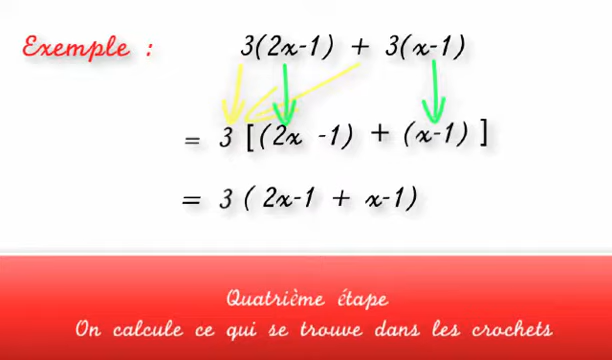 Exemple : 3(2x-1) + 3(x-1)
= 3 [(2x -1) + (x-1) ]
= 3 ( 2x-1 + x-1)
Quatrième étape
On calcule ce qui se trouve dans les crochets